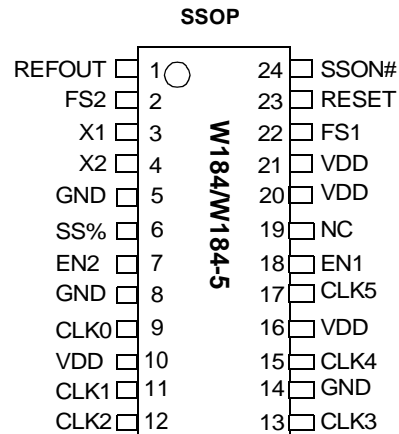 SSOP
REFOUT 1 24 SSON#
FS2 2 23 RESET
X1 3 22 FS1
X2 4 21 VDD
GND 5 20 VDD
SS% 6 19 NC
EN2 7 18 EN1
GND 8 17 CLK5
CLK0 9 16 VDD
VDD 10 15 CLK4
CLK1 11 14 GND
CLK2 12 13 CLK3
W184/W184-5